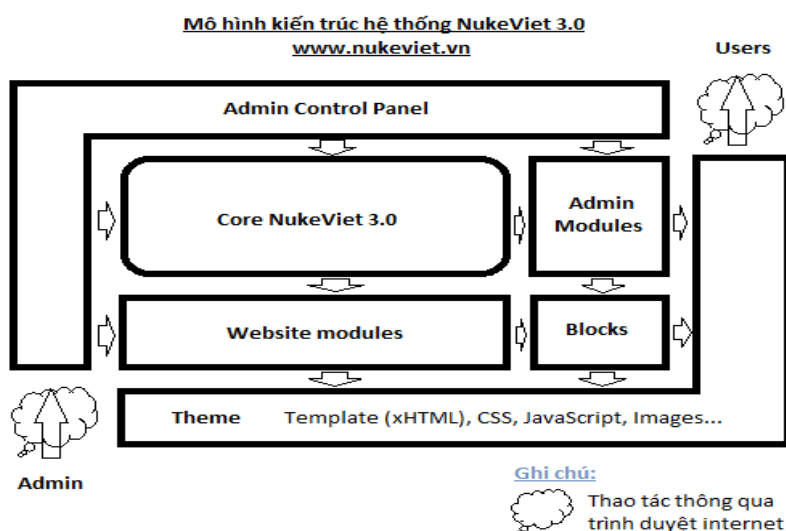 Mô hình kiến trúc hệ thống NukeViet 3.0
www.nukeviet.vn
Users
Admin Control Panel
Core NukeViet 3.0
Admin
Modules
Website modules
Blocks
Theme Template (xHTML), CSS, JavaScript, Images...
Admin
Ghi chú:
Thao tác thông qua
trình duyệt internet